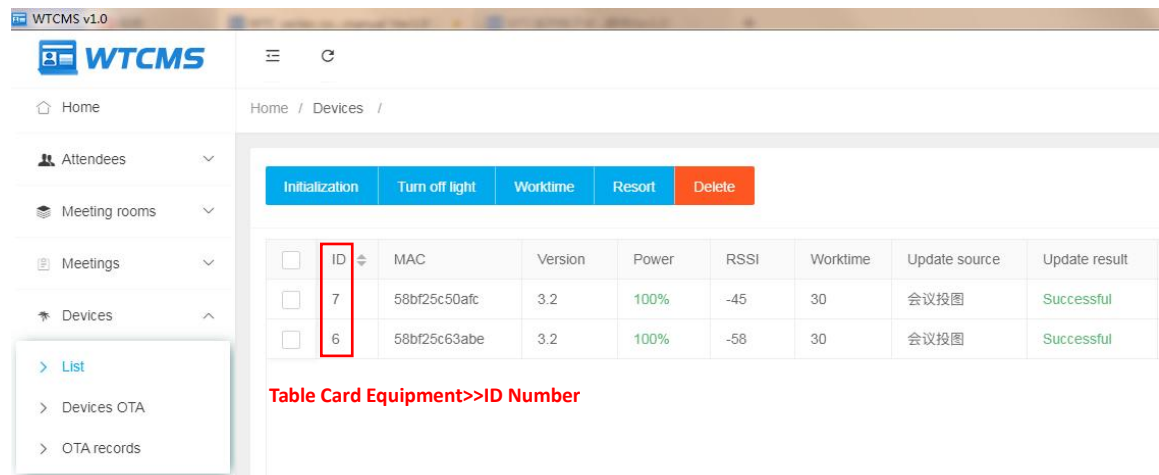 WTCMS v1.0
WTCMS
Home
Home / Devices /
Attendees
Initialization Turn off light Worktime Resort Delete
Meeting rooms
Meetings
Devices
List
Devices OTA
OTA records
ID MAC Version Power RSSI Worktime Update source Update result
7 58bf25c50afc 3.2 100% -45 30 会议投图 Successful
6 58bf25c63abe 3.2 100% -58 30 会议投图 Successful
Table Card Equipment>>ID Number